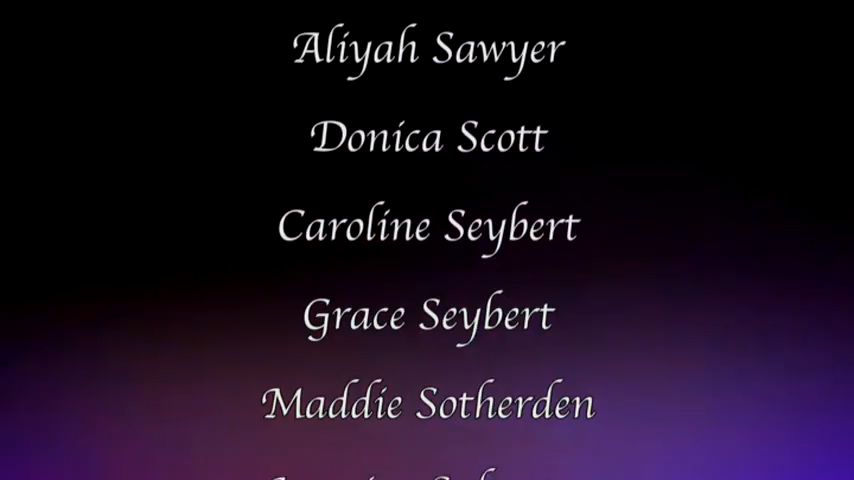 Aliyah Sawyer
Donica Scott
Caroline Seybert
Grace Seybert
Maddie Sotherden